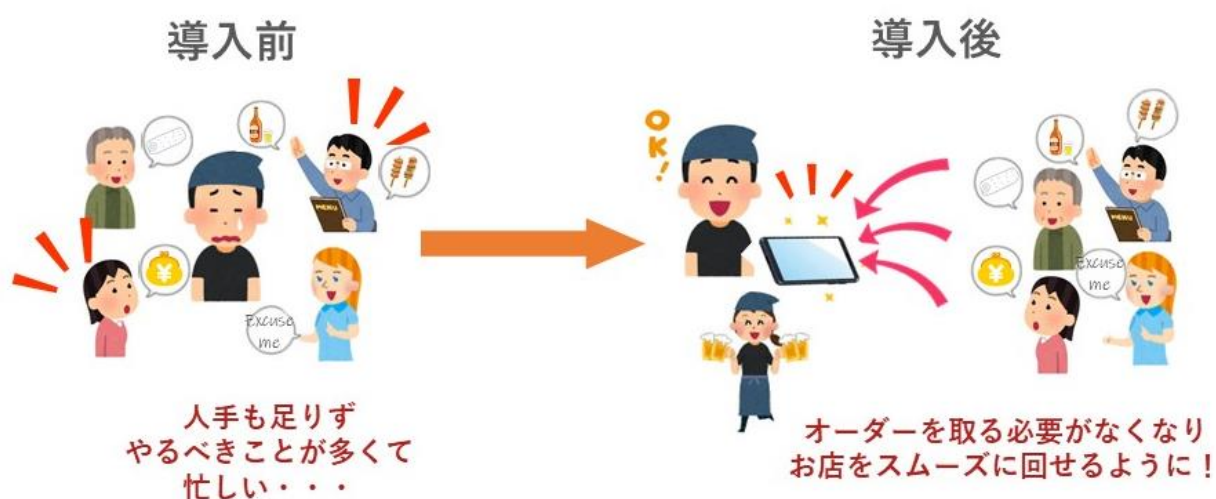 導入前
導入後
MENU
¥
Excuse
me
OK!
MENU
¥
Excuse
me
人手も足りず
やるべきことが多くて
忙しい・・・
オーダーを取る必要がなくなり
お店をスムーズに回せるように!